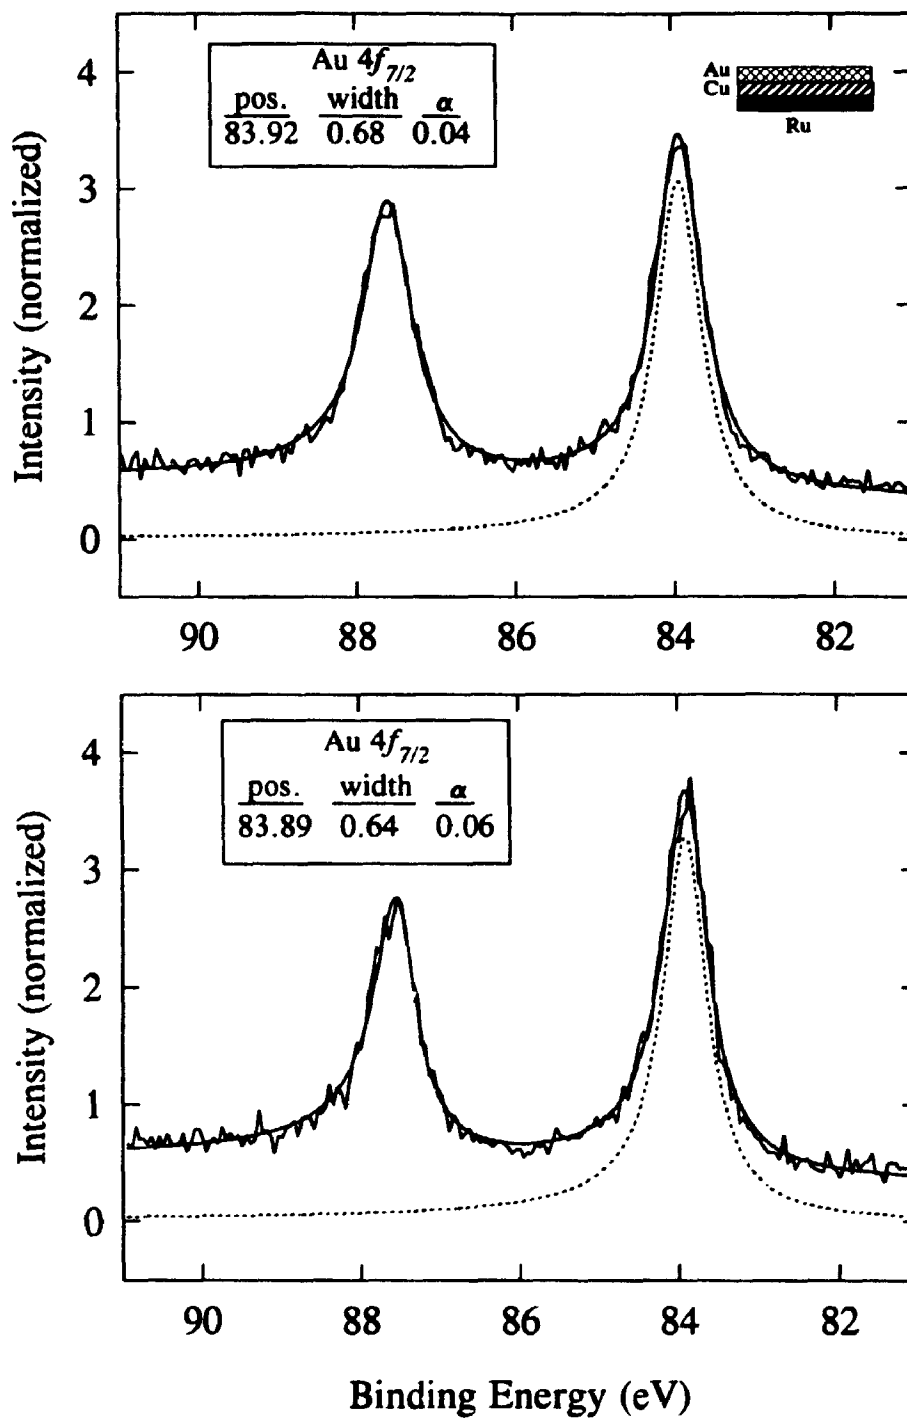 Intensity (normalized)
4
3
2
1
0
Au 4f7/2
pos. width α
83.92 0.68 0.04
Au
Cu
Ru
90 88 86 84 82
Intensity (normalized)
4
3
2
1
0
Au 4f7/2
pos. width α
83.89 0.64 0.06
90 88 86 84 82
Binding Energy (eV)